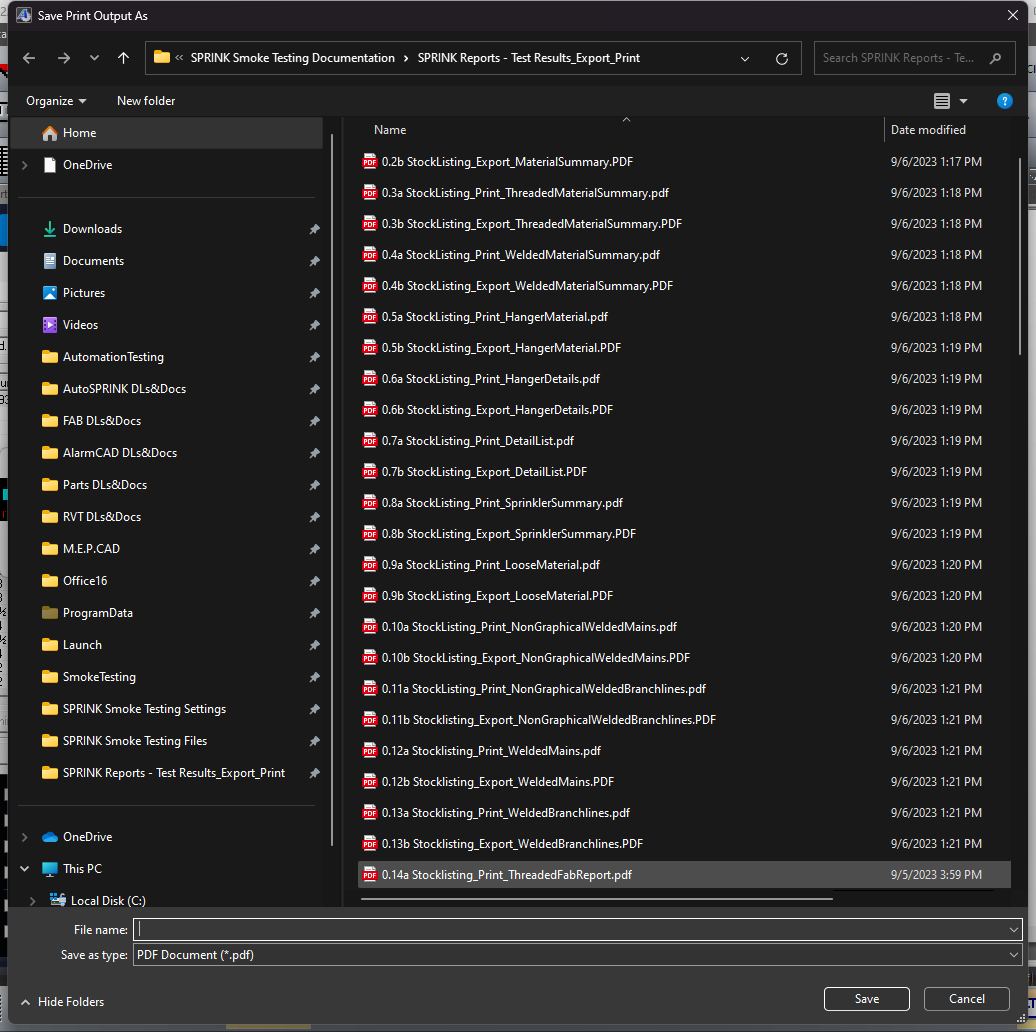 Save Print Output As
« SPRINK Smoke Testing Documentation › SPRINK Reports - Test Results_Export_Print
Search SPRINK Reports - Te...
Organize
New folder
?
Home
OneDrive
Downloads
Documents
Pictures
Videos
AutomationTesting
AutoSPRINK DLs&Docs
FAB DLs&Docs
AlarmCAD DLs&Docs
Parts DLs&Docs
RVT DLs&Docs
M.E.P.CAD
Office16
ProgramData
Launch
SmokeTesting
SPRINK Smoke Testing Settings
SPRINK Smoke Testing Files
SPRINK Reports - Test Results_Export_Print
OneDrive
This PC
Local Disk (C:)
Name Date modified
0.2b StockListing_Export_MaterialSummary.PDF 9/6/2023 1:17 PM
0.3a StockListing_Print_ThreadedMaterialSummary.pdf 9/6/2023 1:18 PM
0.3b StockListing_Export_ThreadedMaterialSummary.PDF 9/6/2023 1:18 PM
0.4a StockListing_Print_WeldedMaterialSummary.pdf 9/6/2023 1:18 PM
0.4b StockListing_Export_WeldedMaterialSummary.PDF 9/6/2023 1:18 PM
0.5a StockListing_Print_HangerMaterial.pdf 9/6/2023 1:18 PM
0.5b StockListing_Export_HangerMaterial.PDF 9/6/2023 1:19 PM
0.6a StockListing_Print_HangerDetails.pdf 9/6/2023 1:19 PM
0.6b StockListing_Export_HangerDetails.PDF 9/6/2023 1:19 PM
0.7a StockListing_Print_DetailList.pdf 9/6/2023 1:19 PM
0.7b StockListing_Export_DetailList.PDF 9/6/2023 1:19 PM
0.8a StockListing_Print_SprinklerSummary.pdf 9/6/2023 1:19 PM
0.8b StockListing_Export_SprinklerSummary.PDF 9/6/2023 1:19 PM
0.9a StockListing_Print_LooseMaterial.pdf 9/6/2023 1:20 PM
0.9b StockListing_Export_LooseMaterial.PDF 9/6/2023 1:20 PM
0.10a StockListing_Print_NonGraphicalWeldedMains.pdf 9/6/2023 1:20 PM
0.10b StockListing_Export_NonGraphicalWeldedMains.PDF 9/6/2023 1:20 PM
0.11a StockListing_Print_NonGraphicalWeldedBranchlines.pdf 9/6/2023 1:21 PM
0.11b Stocklisting_Export_NonGraphicalWeldedBranchlines.PDF 9/6/2023 1:21 PM
0.12a Stocklisting_Print_WeldedMains.pdf 9/6/2023 1:21 PM
0.12b Stocklisting_Export_WeldedMains.PDF 9/6/2023 1:21 PM
0.13a Stocklisting_Print_WeldedBranchlines.pdf 9/6/2023 1:21 PM
0.13b Stocklisting_Export_WeldedBranchlines.PDF 9/6/2023 1:21 PM
0.14a Stocklisting_Print_ThreadedFabReport.pdf 9/5/2023 3:59 PM
File name:
Save as type: PDF Document (*.pdf)
Hide Folders
Save
Cancel